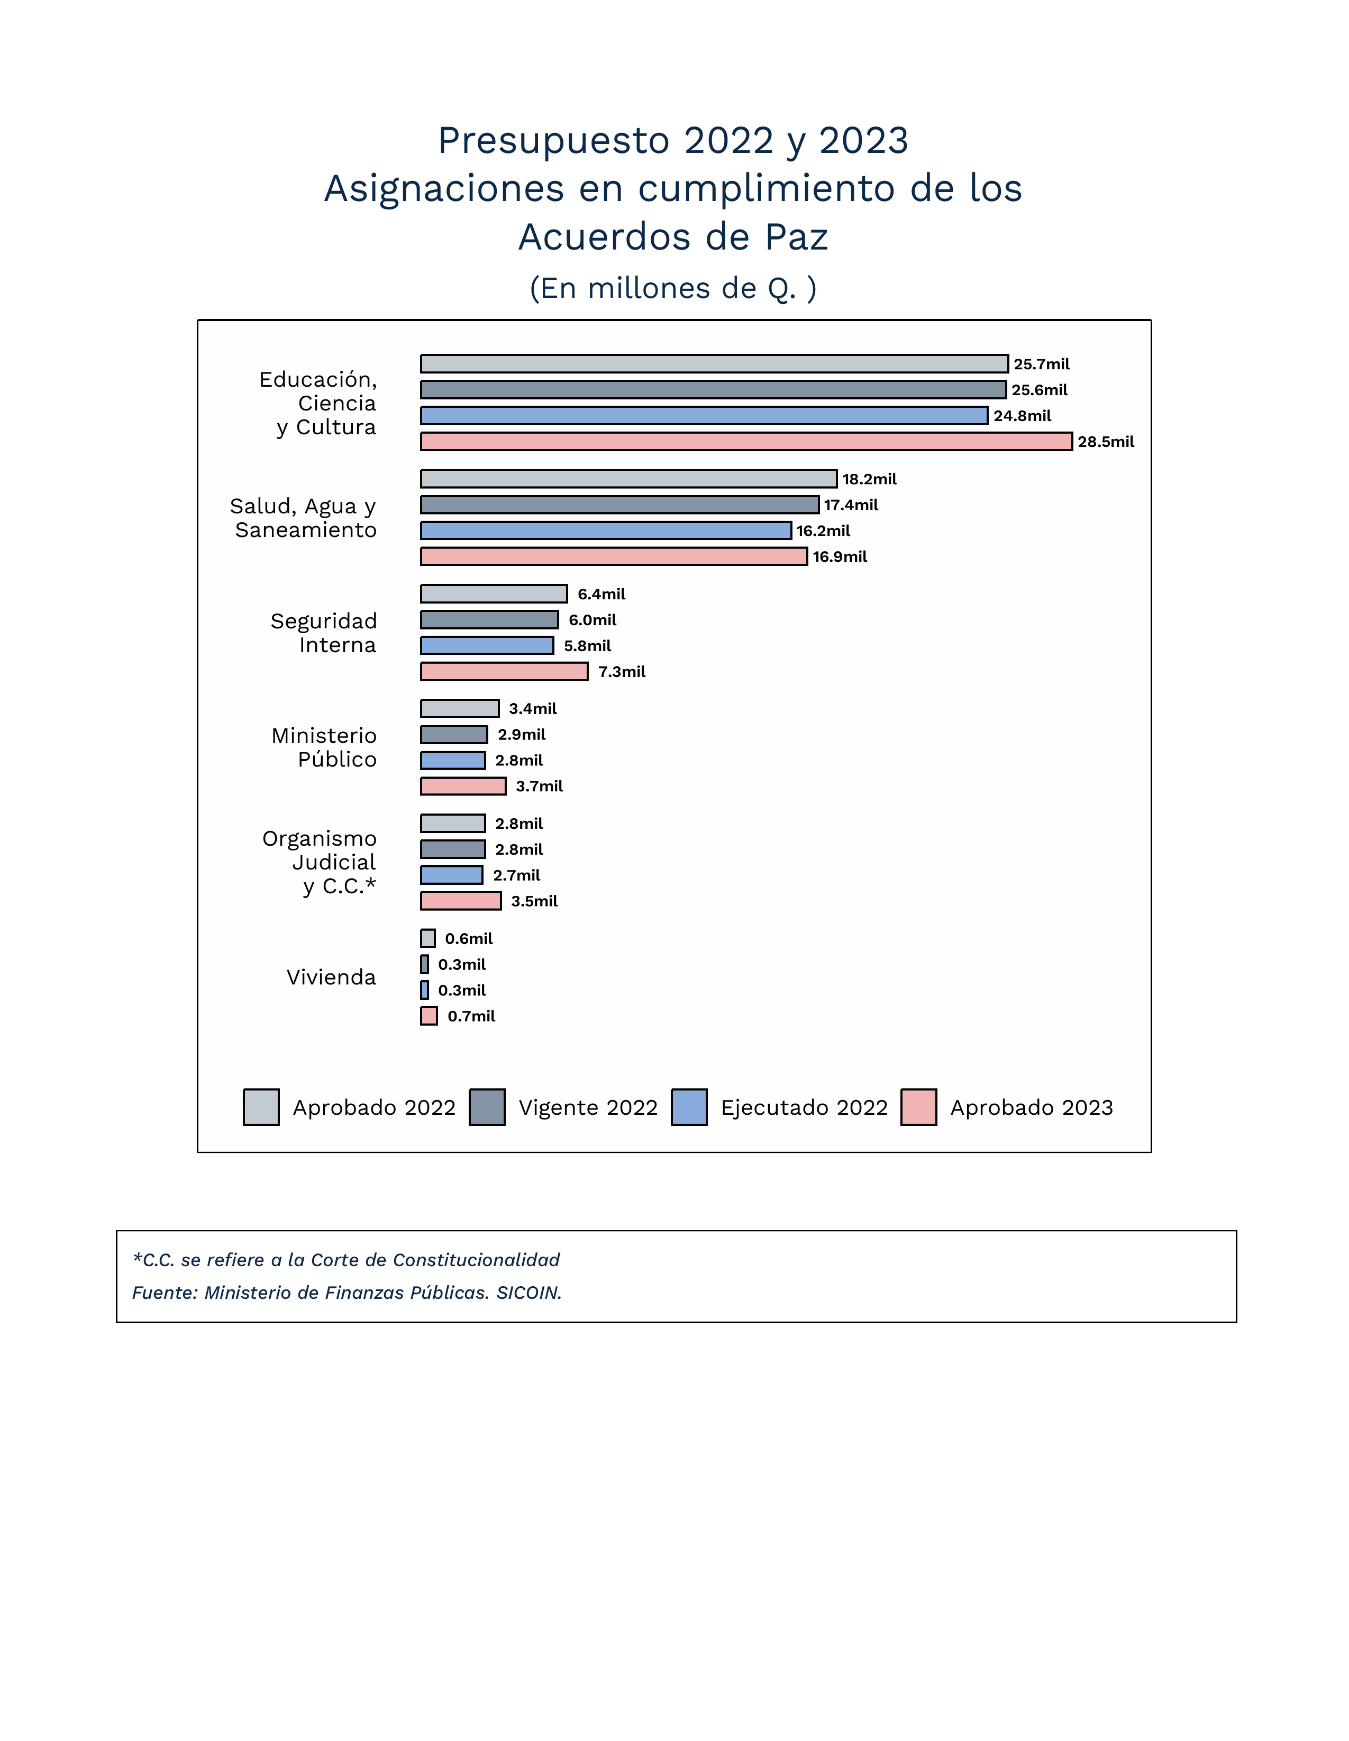 Presupuesto 2022 y 2023
Asignaciones en cumplimiento de los
Acuerdos de Paz
(En millones de Q. )
Educación,
Ciencia
y Cultura
25.7mil
25.6mil
24.8mil
28.5mil
Salud, Agua y
Saneamiento
18.2mil
17.4mil
16.2mil
16.9mil
Seguridad
Interna
6.4mil
6.0mil
5.8mil
7.3mil
Ministerio
Público
3.4mil
2.9mil
2.8mil
3.7mil
Organismo
Judicial
y C.C.*
2.8mil
2.8mil
2.7mil
3.5mil
Vivienda
0.6mil
0.3mil
0.3mil
0.7mil
Aprobado 2022 Vigente 2022 Ejecutado 2022 Aprobado 2023
*C.C. se refiere a la Corte de Constitucionalidad
Fuente: Ministerio de Finanzas Públicas. SICOIN.